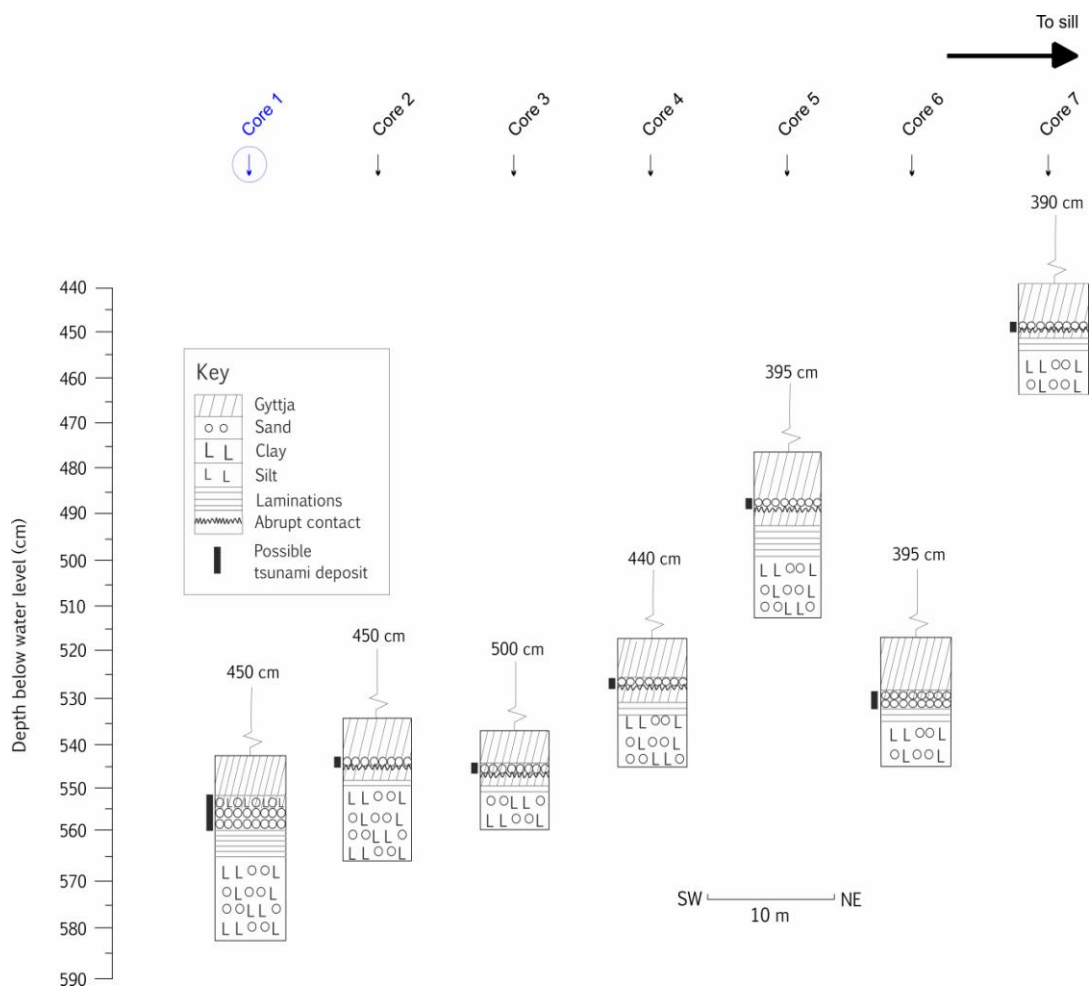 To sill
Core 1
Core 2
Core 3
Core 4
Core 5
Core 6
Core 7
390 cm
440
450
460
470
480
490
500
510
520
530
540
550
560
570
580
590
Depth below water level (cm)
Key
Gyttja
Sand
Clay
Silt
Laminations
Abrupt contact
Possible
tsunami deposit
395 cm
440 cm
395 cm
450 cm
500 cm
450 cm
SW
NE
10 m